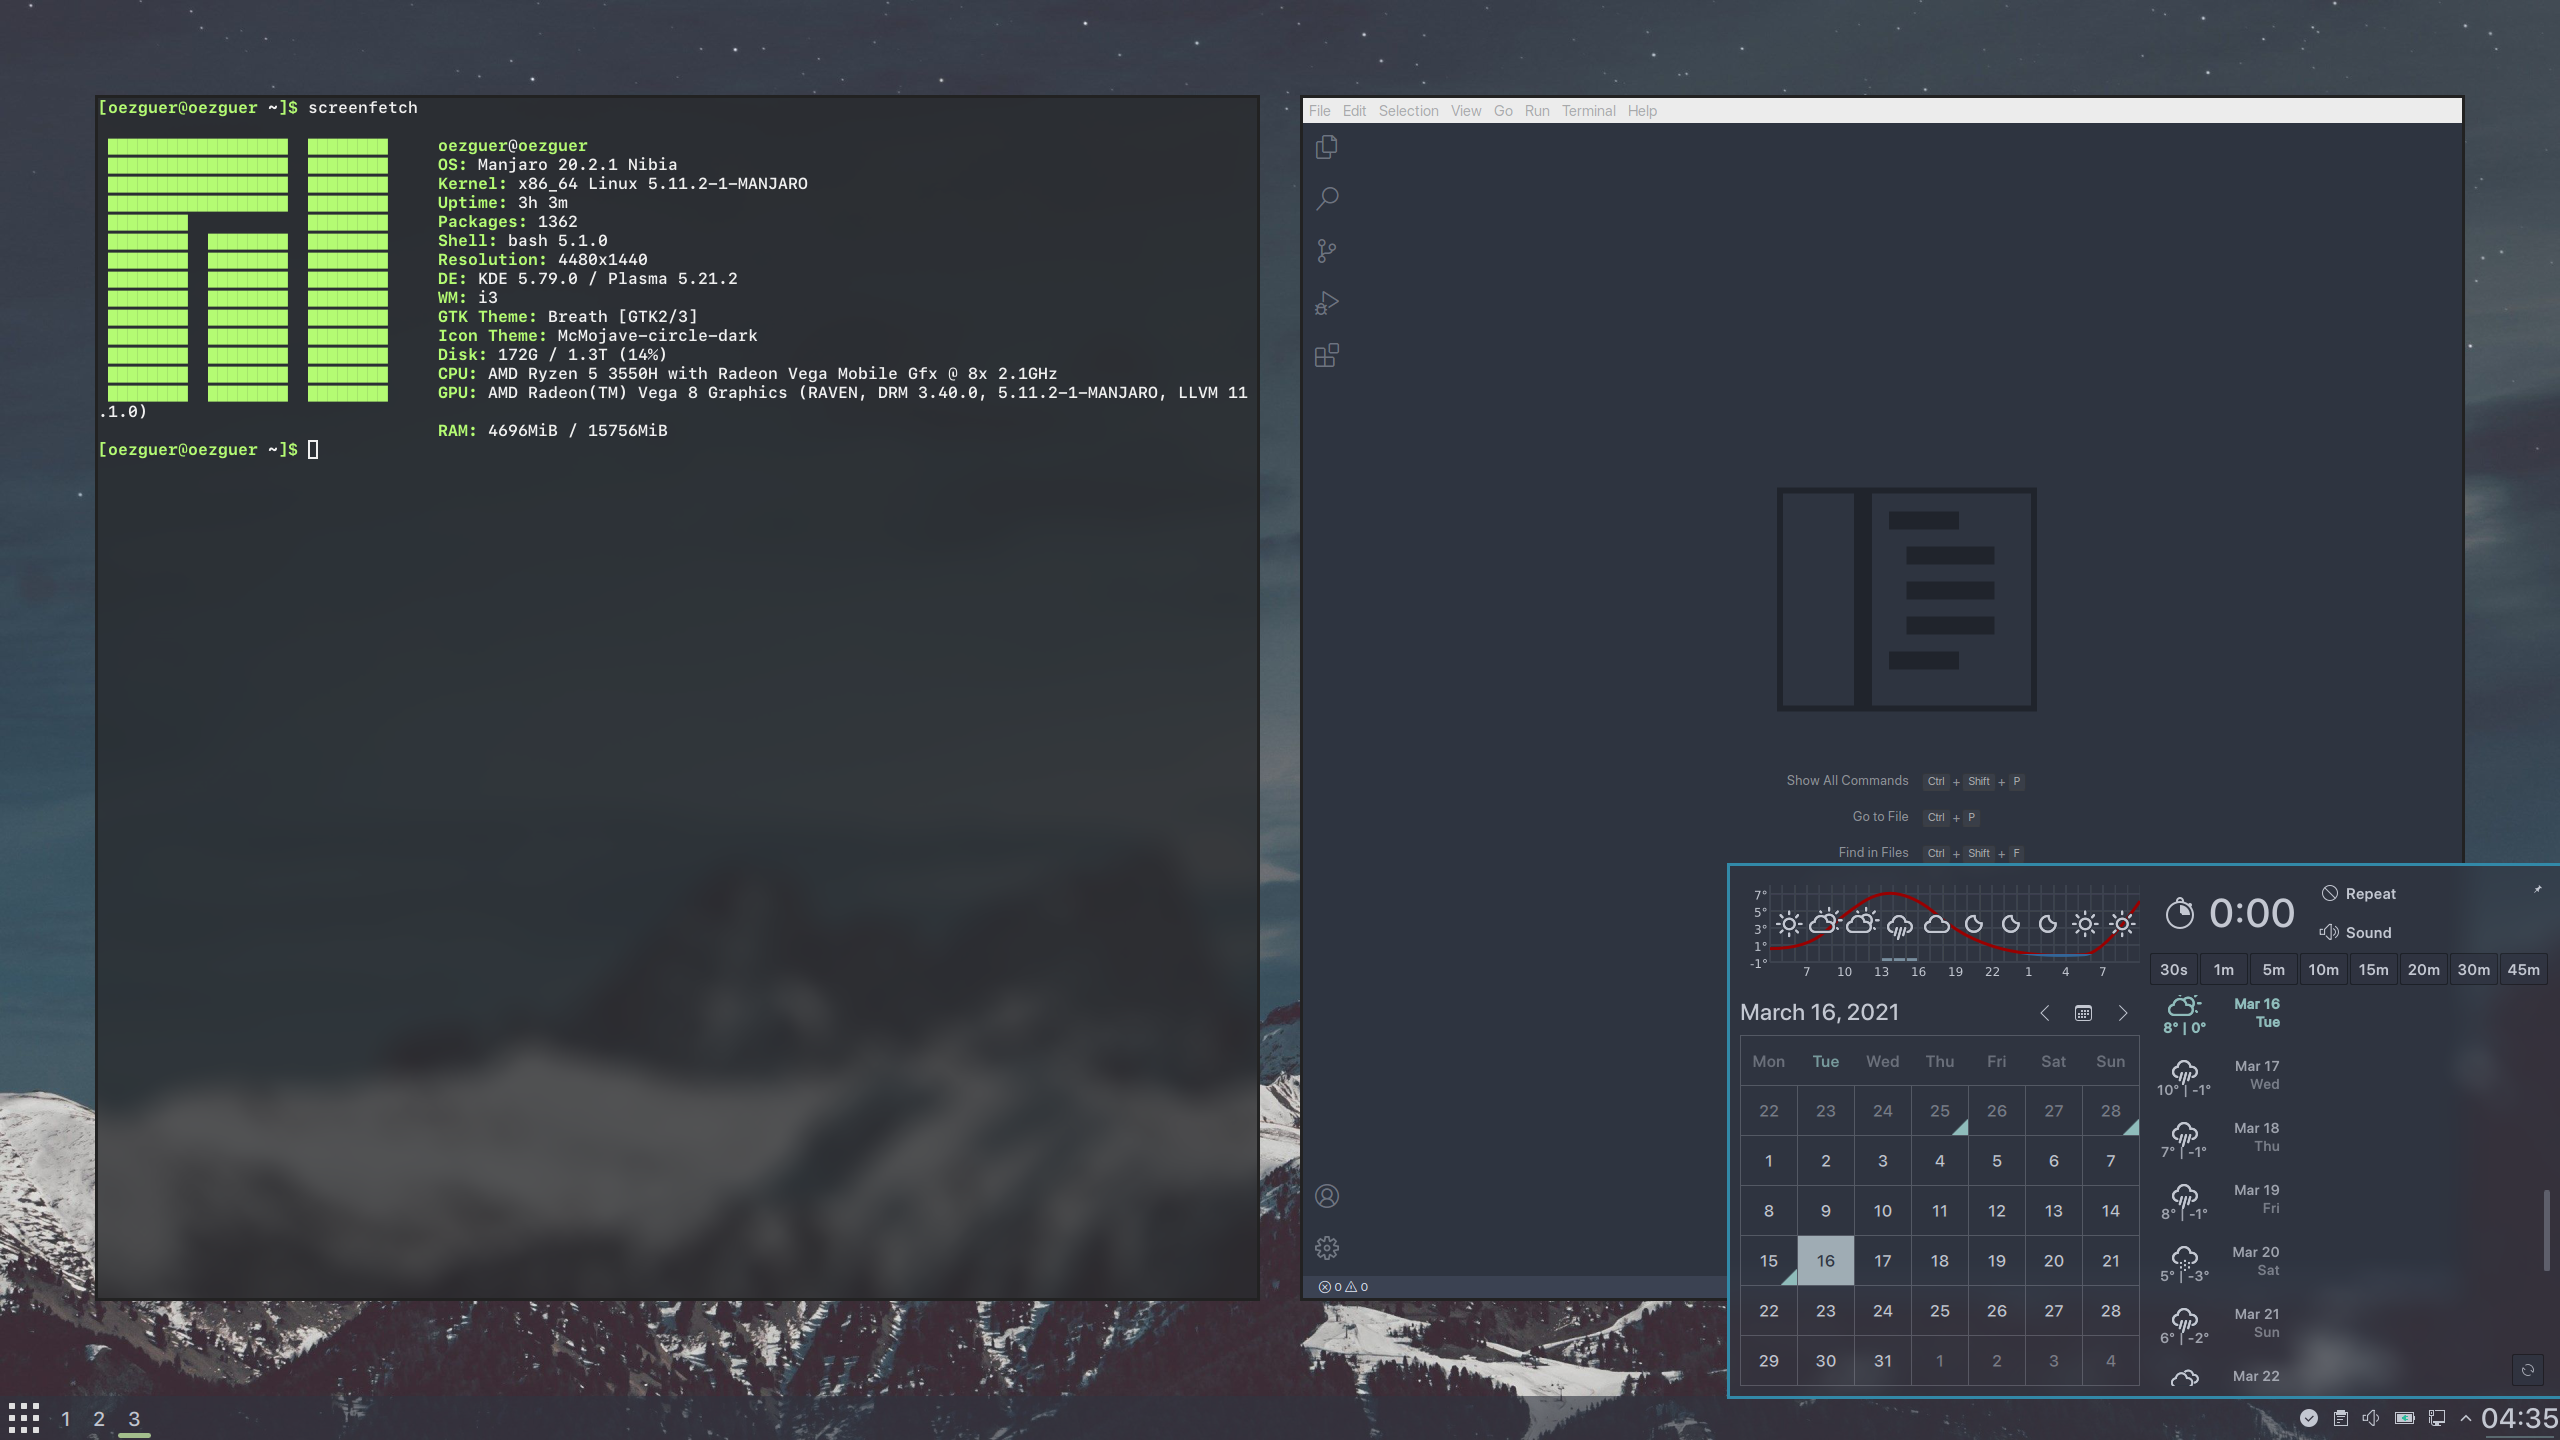 [oezguer@oezguer ~]$ screenfetch
oezguer@oezguer
OS: Manjaro 20.2.1 Nibia
Kernel: x86_64 Linux 5.11.2-1-MANJARO
Uptime: 3h 3m
Packages: 1362
Shell: bash 5.1.0
Resolution: 4480x1440
DE: KDE 5.79.0 / Plasma 5.21.2
WM: i3
GTK Theme: Breath [GTK2/3]
Icon Theme: McMojave-circle-dark
Disk: 172G / 1.3T (14%)
CPU: AMD Ryzen 5 3550H with Radeon Vega Mobile Gfx @ 8x 2.1GHz
GPU: AMD Radeon(TM) Vega 8 Graphics (RAVEN, DRM 3.40.0, 5.11.2-1-MANJARO, LLVM 11
.1.0)
RAM: 4696MiB / 15756MiB
[oezguer@oezguer ~]$
File Edit Selection View Go Run Terminal Help
Show All Commands Ctrl + Shift + P
Go to File Ctrl + P
Find in Files Ctrl + Shift + F
0 0
7°
5°
3°
1°
-1°
7 10 13 16 19 22 1 4 7
March 16, 2021
Mon Tue Wed Thu Fri Sat Sun
22 23 24 25 26 27 28
1 2 3 4 5 6 7
8 9 10 11 12 13 14
15 16 17 18 19 20 21
22 23 24 25 26 27 28
29 30 31 1 2 3 4
0:00
Repeat
Sound
30s 1m 5m 10m 15m 20m 30m 45m
Mar 16
8° | 0° Tue
Mar 17
10° | -1° Wed
Mar 18
7° | -1° Thu
Mar 19
8° | -1° Fri
Mar 20
5° | -3° Sat
Mar 21
6° | -2° Sun
Mar 22
1 2 3
04:35